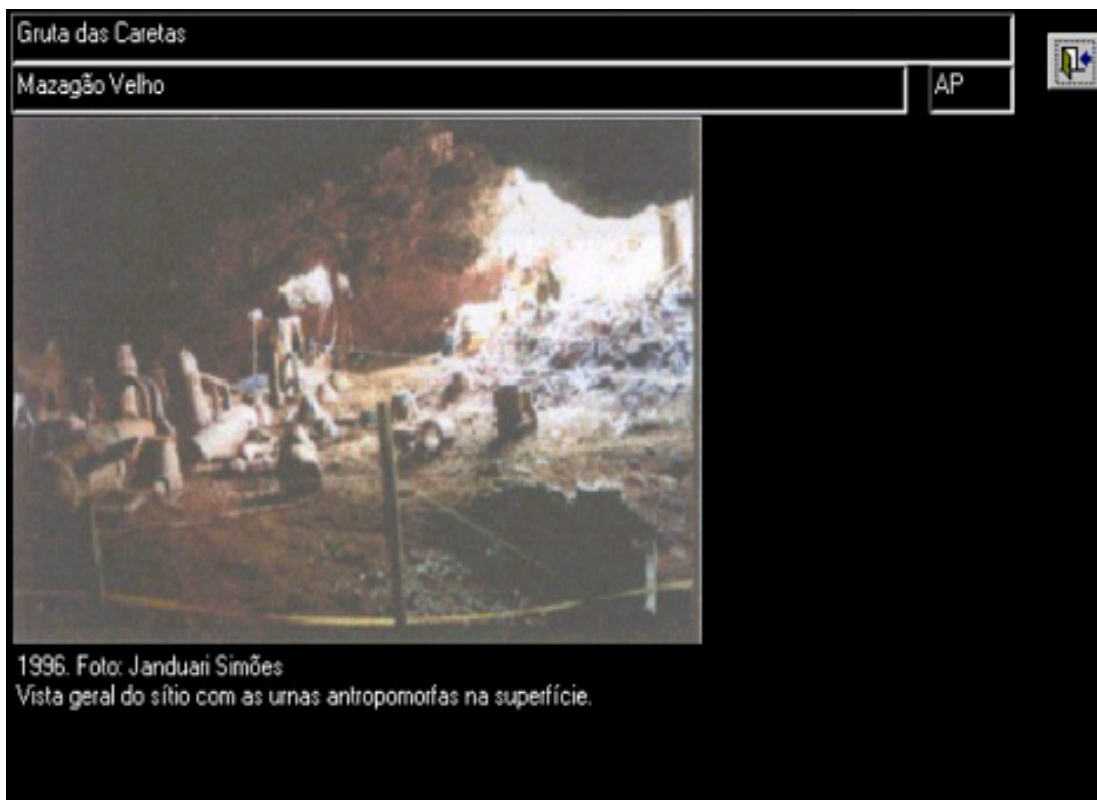 Gruta das Caretas
Mazagão Velho
AP
1996. Foto: Janduari Simões
Vista geral do sítio com as urnas antropomorfas na superfície.